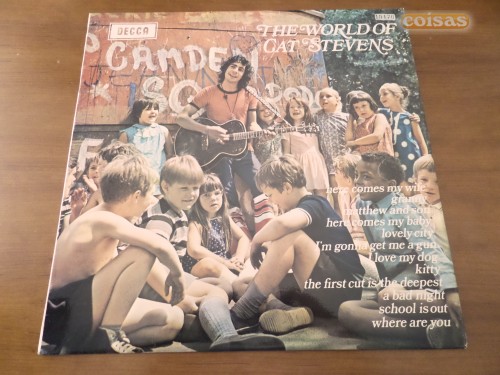 coisas
DECCA
THE WORLD OF
CAT STEVENS
CAMDEN
here comes my wife
granny
matthew and son
here comes my baby
lovely city
I'm gonna get me a gun
I love my dog
kitty
the first cut is the deepest
a bad night
school is out
where are you